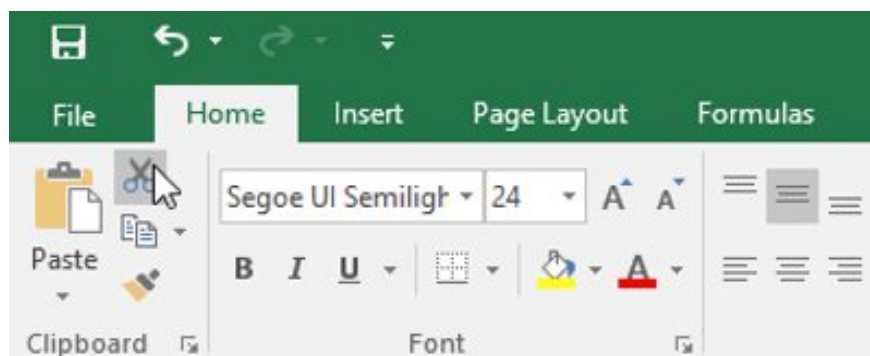 File Home Insert Page Layout Formulas
Segoe UI Semiligh 24 A A
Paste B I U A
Clipboard Font